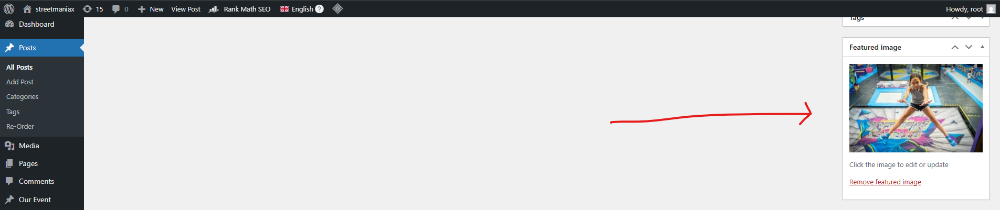 streetmaniax 15 0 New View Post Rank Math SEO English ? Howdy, root
Dashboard
Tags
Posts
Featured image
All Posts
Add Post
Categories
Tags
Re-Order
Media
Pages
Comments
Our Event
Click the image to edit or update
Remove featured image